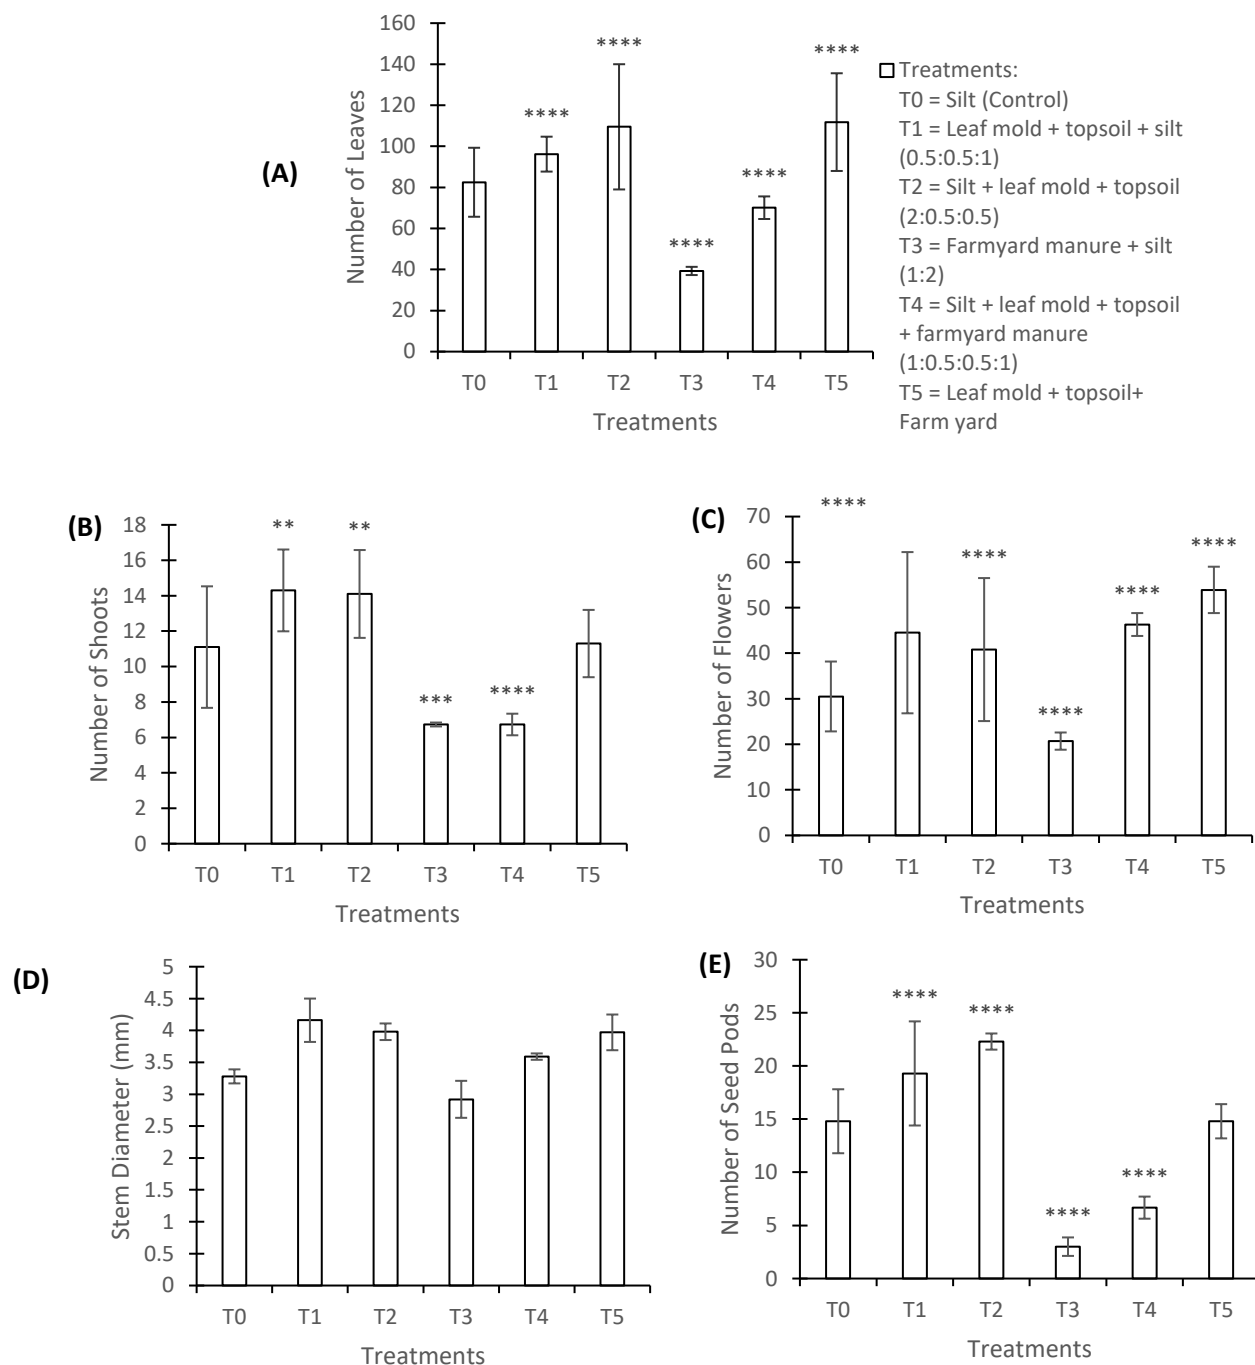 (A)
Number of Leaves
160
140
120
100
80
60
40
20
0
****
****
****
****
****
T0 T1 T2 T3 T4 T5
Treatments
Treatments:
T0 = Silt (Control)
T1 = Leaf mold + topsoil + silt
(0.5:0.5:1)
T2 = Silt + leaf mold + topsoil
(2:0.5:0.5)
T3 = Farmyard manure + silt
(1:2)
T4 = Silt + leaf mold + topsoil
+ farmyard manure
(1:0.5:0.5:1)
T5 = Leaf mold + topsoil+
Farm yard
(B)
Number of Shoots
18
16
14
12
10
8
6
4
2
0
** **
*** ****
T0 T1 T2 T3 T4 T5
Treatments
(C)
Number of Flowers
70
60
50
40
30
20
10
0
****
****
****
****
****
T0 T1 T2 T3 T4 T5
Treatments
(D)
Stem Diameter (mm)
5
4.5
4
3.5
3
2.5
2
1.5
1
0.5
0
T0 T1 T2 T3 T4 T5
Treatments
(E)
Number of Seed Pods
30
25
20
15
10
5
0
**** ****
****
****
T0 T1 T2 T3 T4 T5
Treatments